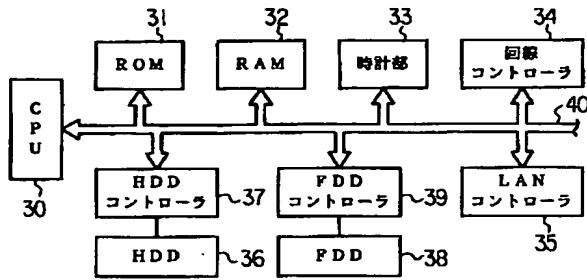 31
32
33
34
ROM
RAM
時計部
回線
コントローラ
CPU
40
30
HDD
コントローラ
37
FDD
コントローラ
39
LAN
コントローラ
35
HDD
36
FDD
38